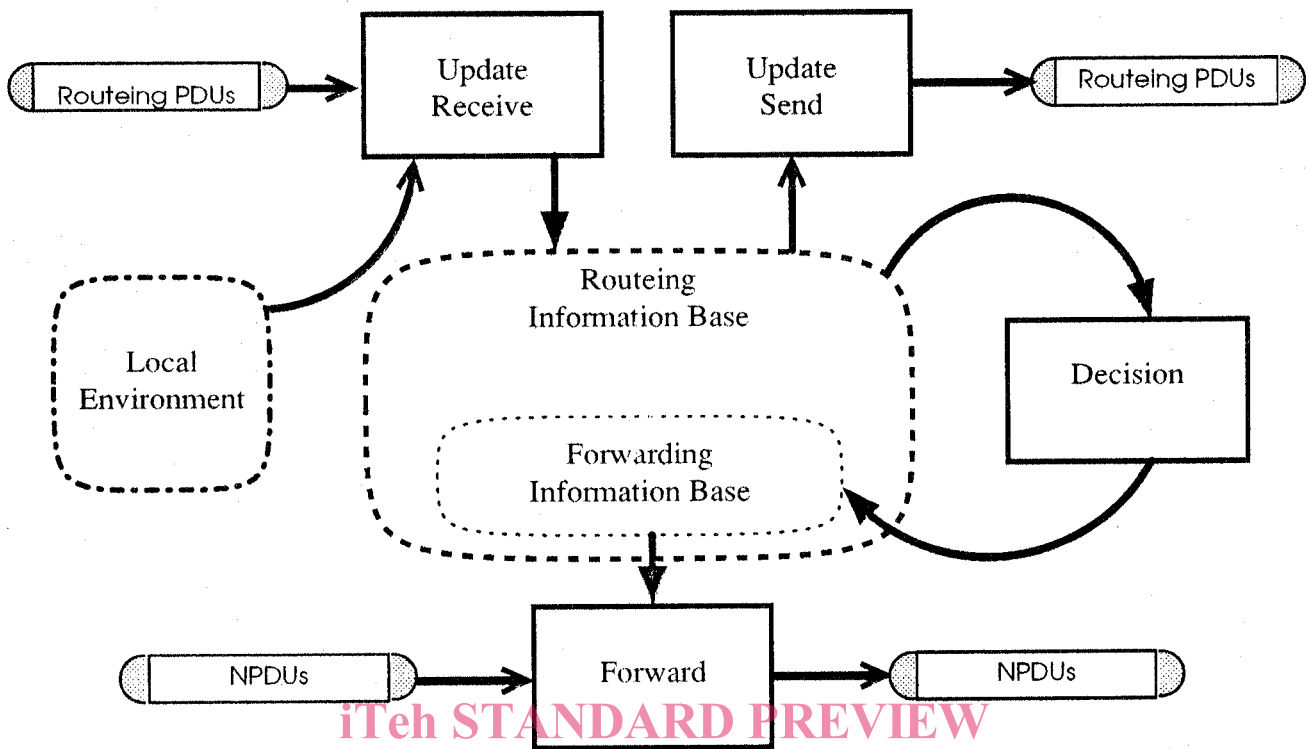 Routeing PDUs
Update
Receive
Update
Send
Routeing PDUs
Routeing
Information Base
Local
Environment
Decision
Forwarding
Information Base
NPDUs
Forward
NPDUs
iTeh STANDARD PREVIEW